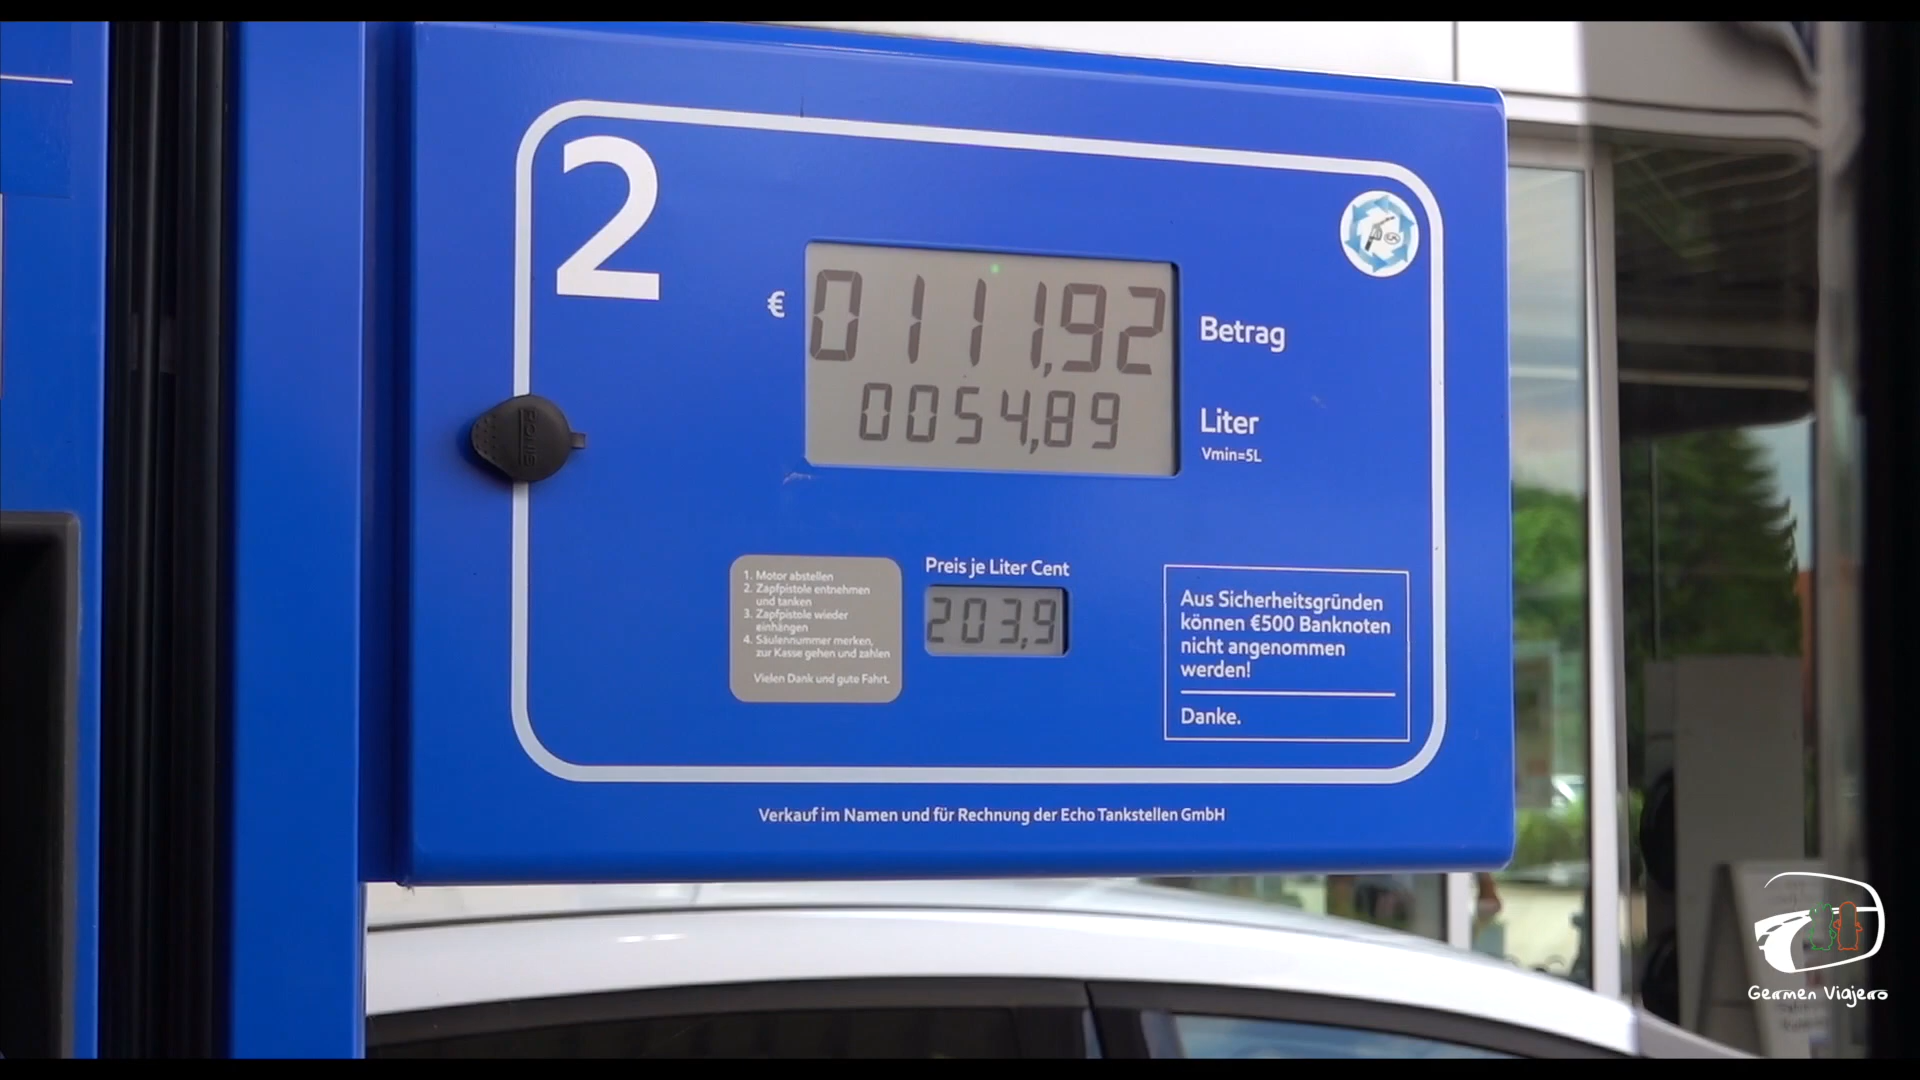 2
€ 0111,92 Betrag
0054,89 Liter
Vmin=5L
1. Motor abstellen
2. Zapfpistole entnehmen
und tanken
3. Zapfpistole wieder
einhängen
4. Säulennummer merken,
zur Kasse gehen und zahlen
Vielen Dank und gute Fahrt.
Preis je Liter Cent
203,9
Aus Sicherheitsgründen
können €500 Banknoten
nicht angenommen
werden!
Danke.
Verkauf im Namen und für Rechnung der Echo Tankstellen GmbH
Germen Viajero